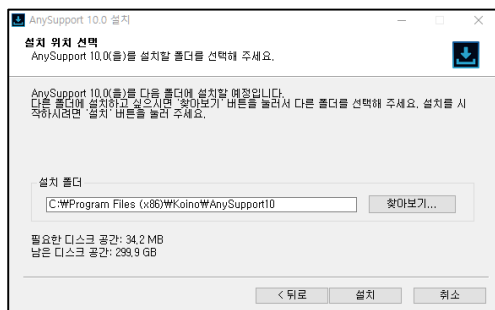 AnySupport 10.0 설치
설치 위치 선택
AnySupport 10.0(을)를 설치할 폴더를 선택해 주세요.
AnySupport 10.0(을)를 다음 폴더에 설치할 예정입니다.
다른 폴더에 설치하고 싶으시면 '찾아보기' 버튼을 눌러서 다른 폴더를 선택해 주세요. 설치를 시
작하시려면 '설치' 버튼을 눌러 주세요.
설치 폴더
C:₩Program Files (x86)₩Koino₩AnySupport10
찾아보기...
필요한 디스크 공간: 34.2 MB
남은 디스크 공간: 299.9 GB
< 뒤로
설치
취소